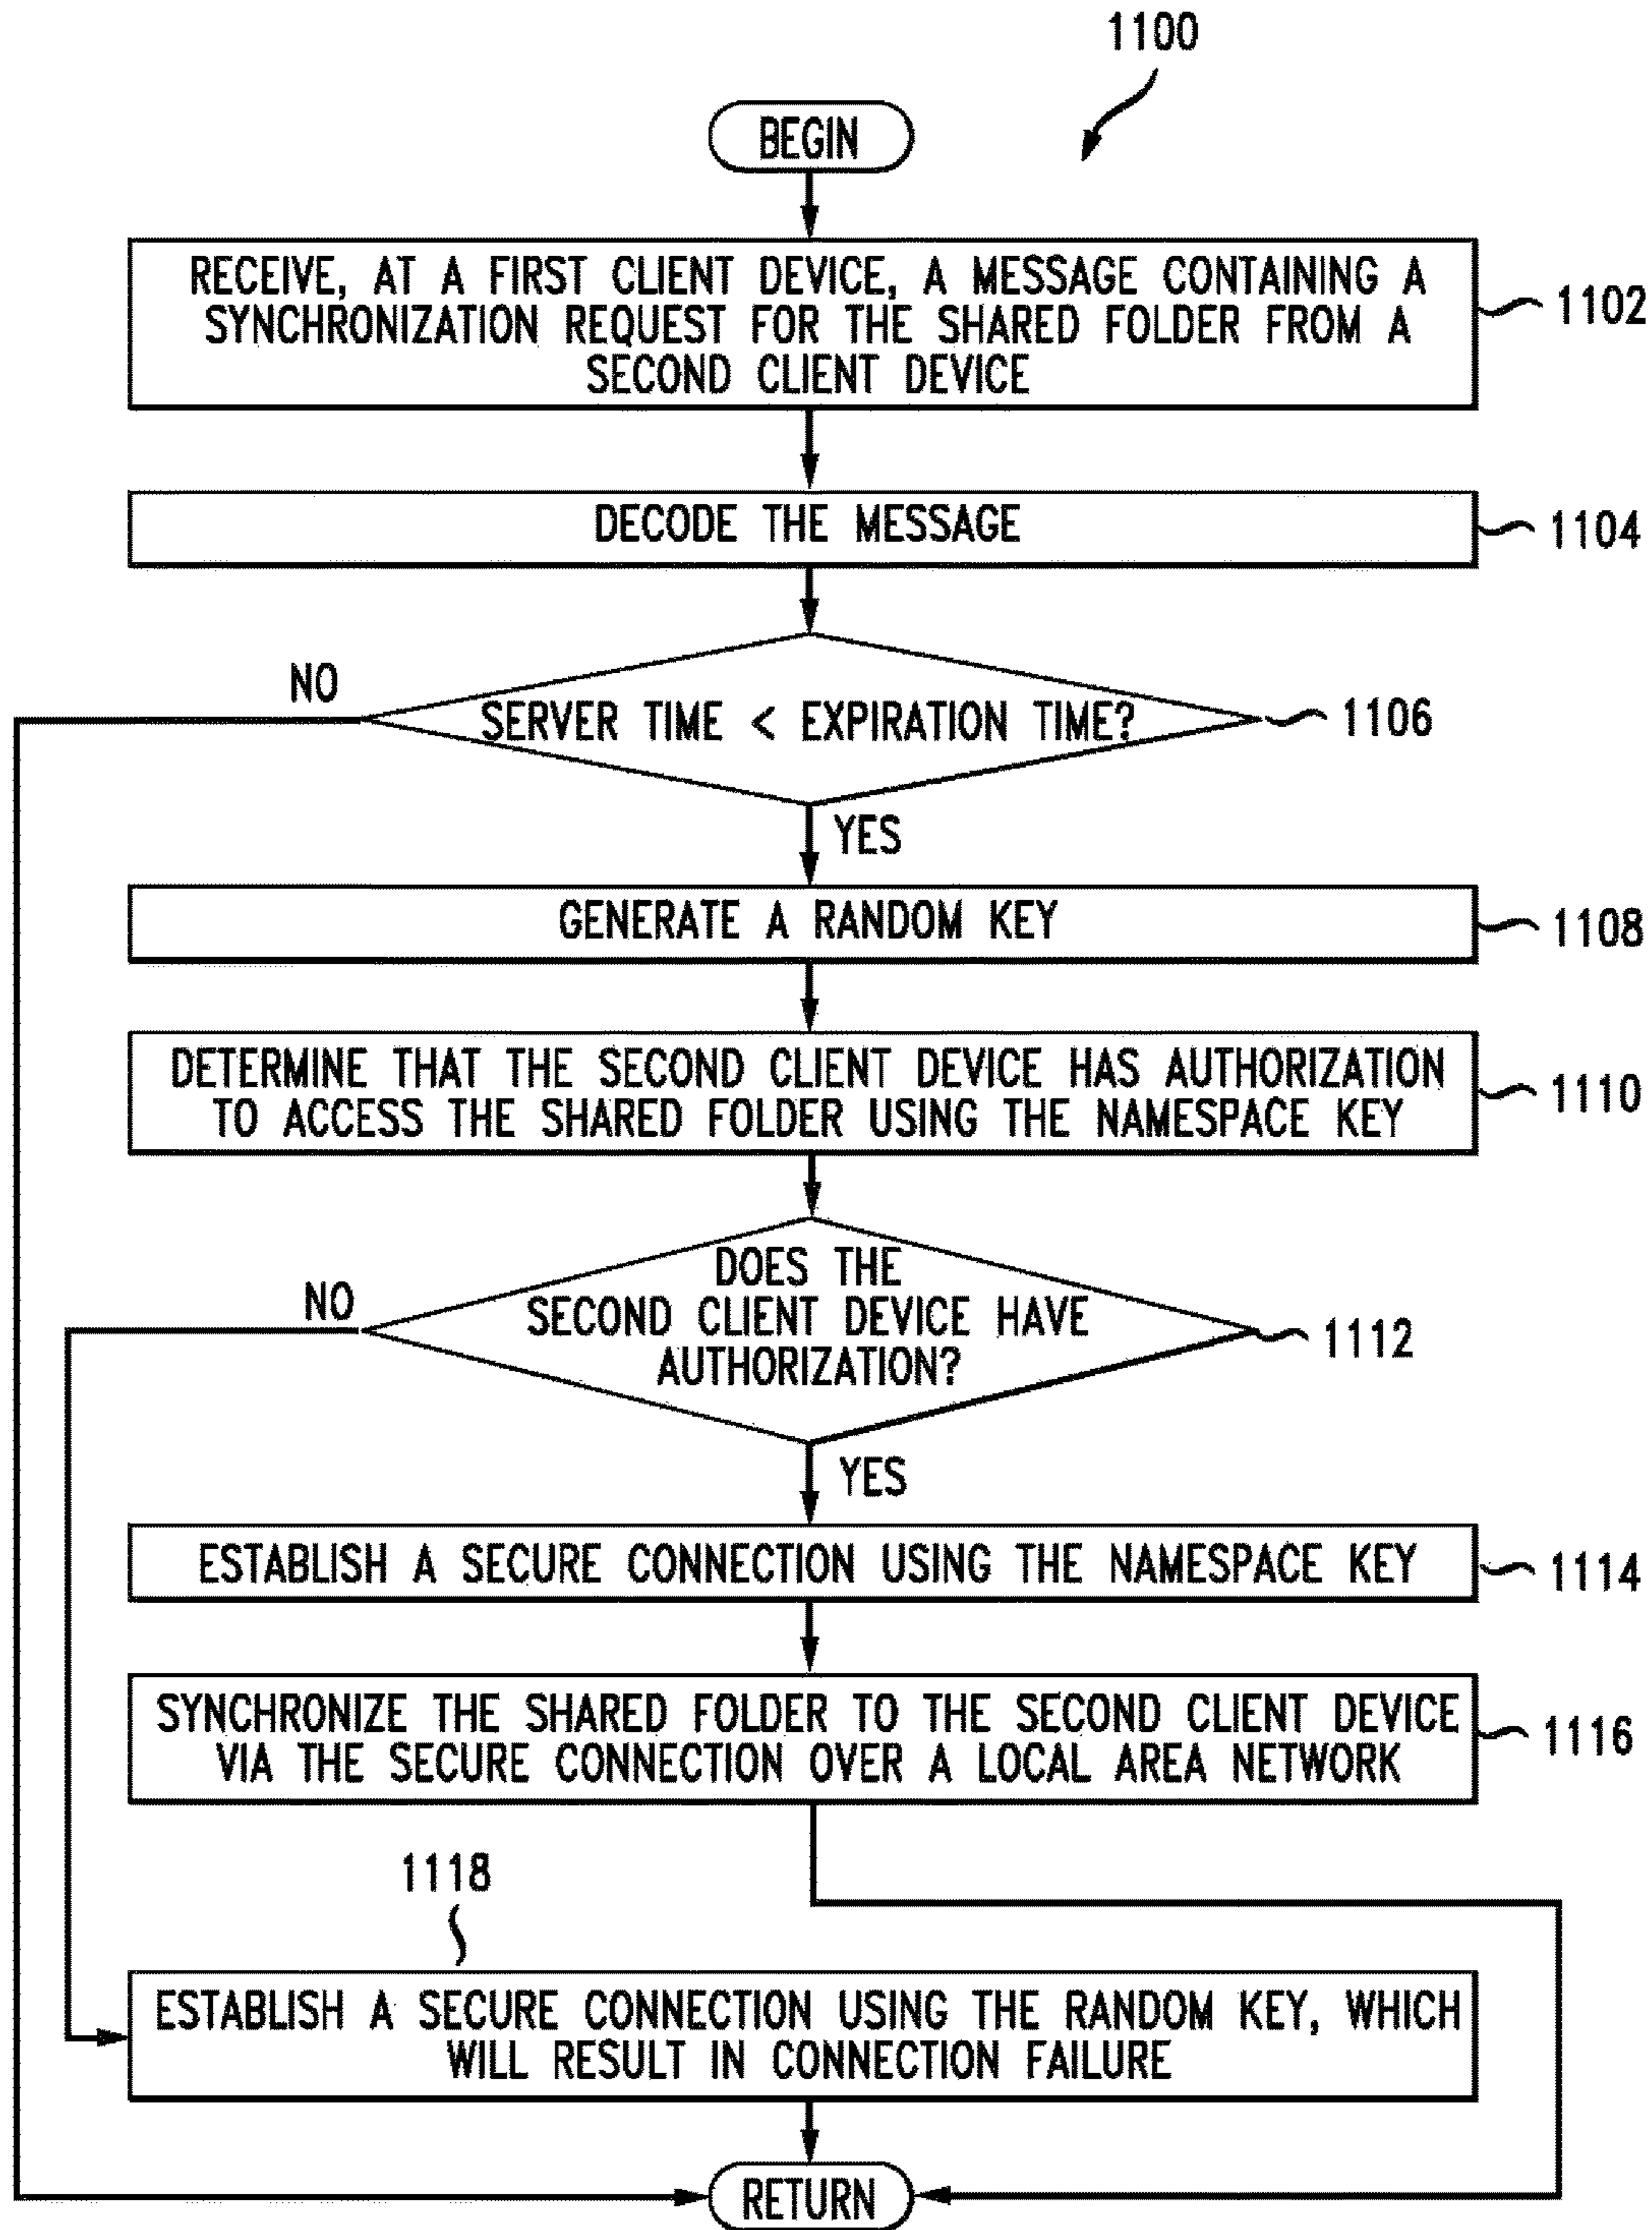 1100
BEGIN
RECEIVE, AT A FIRST CLIENT DEVICE, A MESSAGE CONTAINING A
SYNCHRONIZATION REQUEST FOR THE SHARED FOLDER FROM A
SECOND CLIENT DEVICE
1102
DECODE THE MESSAGE
1104
NO
SERVER TIME < EXPIRATION TIME?
1106
YES
GENERATE A RANDOM KEY
1108
DETERMINE THAT THE SECOND CLIENT DEVICE HAS AUTHORIZATION
TO ACCESS THE SHARED FOLDER USING THE NAMESPACE KEY
1110
NO
DOES THE
SECOND CLIENT DEVICE HAVE
AUTHORIZATION?
1112
YES
ESTABLISH A SECURE CONNECTION USING THE NAMESPACE KEY
1114
SYNCHRONIZE THE SHARED FOLDER TO THE SECOND CLIENT DEVICE
VIA THE SECURE CONNECTION OVER A LOCAL AREA NETWORK
1116
1118
ESTABLISH A SECURE CONNECTION USING THE RANDOM KEY, WHICH
WILL RESULT IN CONNECTION FAILURE
RETURN